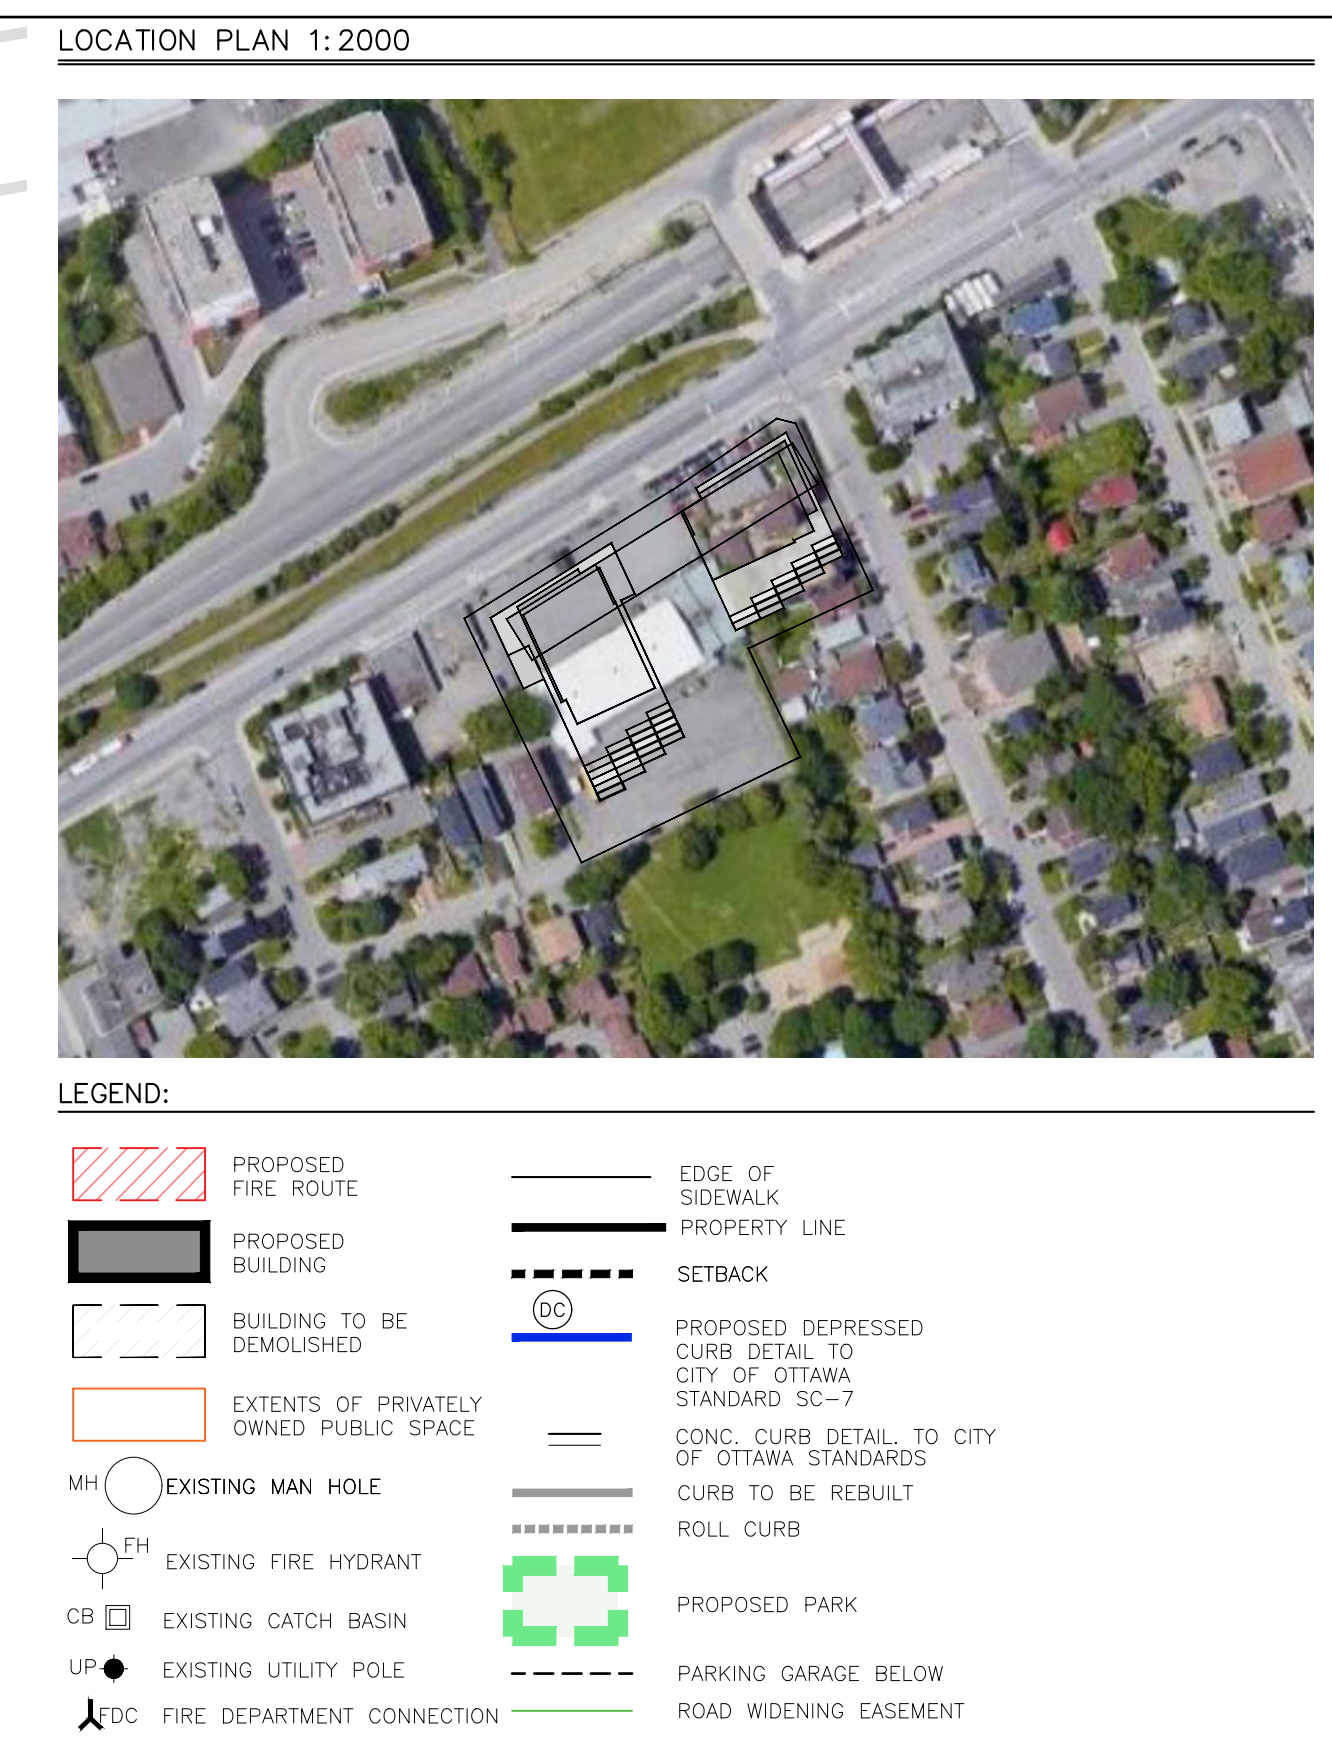 LOCATION PLAN 1:2000
LEGEND:
PROPOSED
FIRE ROUTE
PROPOSED
BUILDING
BUILDING TO BE
DEMOLISHED
EXTENTS OF PRIVATELY
OWNED PUBLIC SPACE
MH EXISTING MAN HOLE
FH
EXISTING FIRE HYDRANT
CB EXISTING CATCH BASIN
UP EXISTING UTILITY POLE
FDC FIRE DEPARTMENT CONNECTION
EDGE OF
SIDEWALK
PROPERTY LINE
SETBACK
DC
PROPOSED DEPRESSED
CURB DETAIL TO
CITY OF OTTAWA
STANDARD SC-7
CONC. CURB DETAIL. TO CITY
OF OTTAWA STANDARDS
CURB TO BE REBUILT
ROLL CURB
PROPOSED PARK
PARKING GARAGE BELOW
ROAD WIDENING EASEMENT